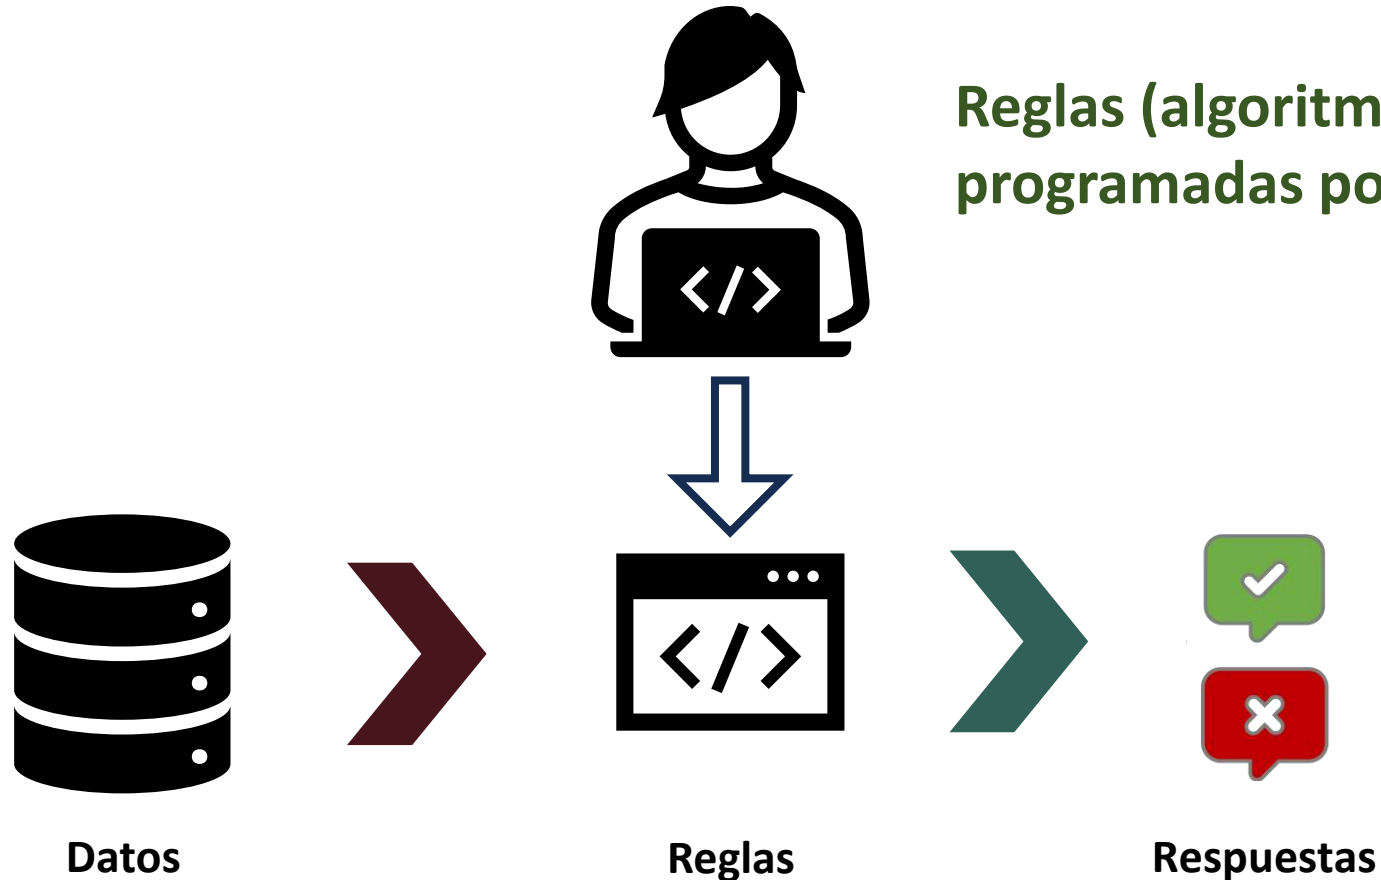 Reglas (algoritm
programadas po
</>
</>
Datos
Reglas
Respuestas